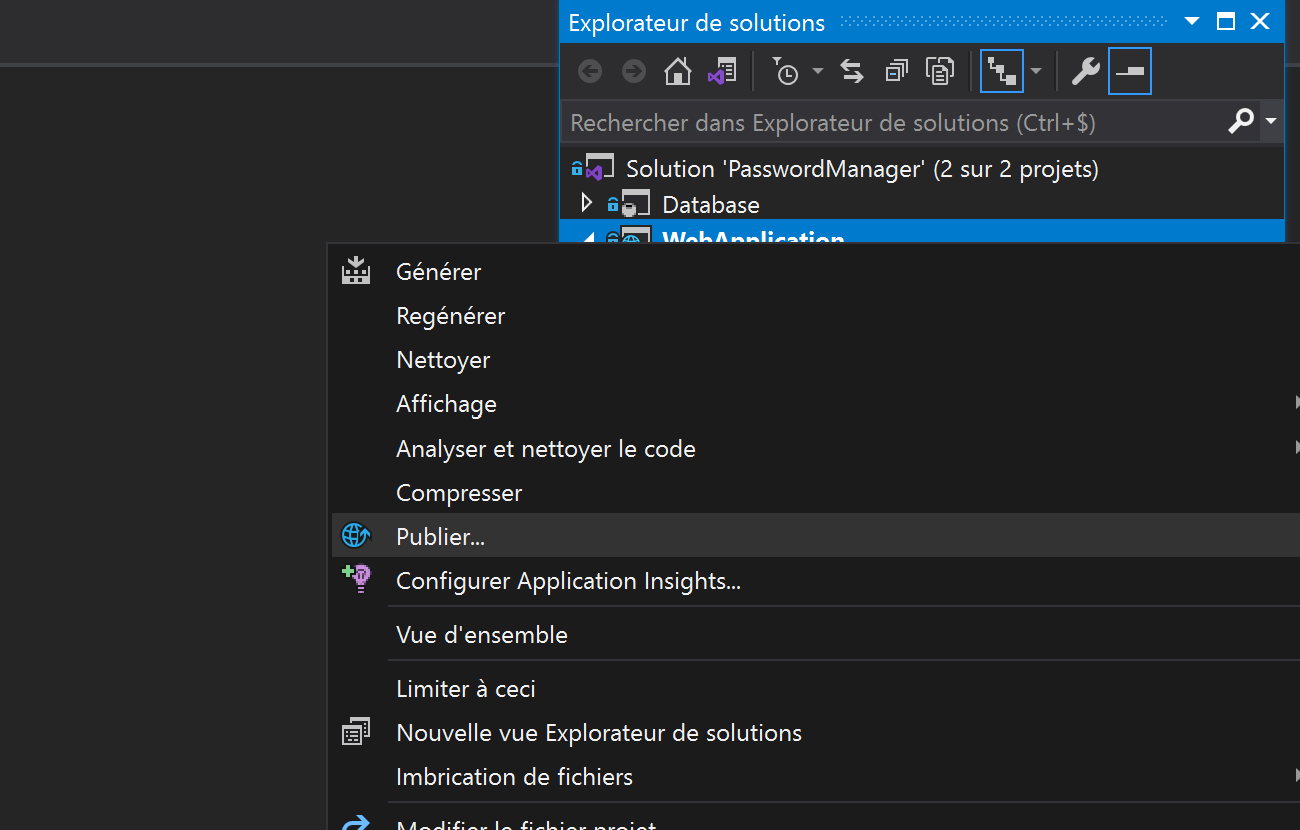 Explorateur de solutions
Rechercher dans Explorateur de solutions (Ctrl+$)
Solution 'PasswordManager' (2 sur 2 projets)
Database
WebApplication
Générer
Regénérer
Nettoyer
Affichage
Analyser et nettoyer le code
Compresser
Publier...
Configurer Application Insights...
Vue d'ensemble
Limiter à ceci
Nouvelle vue Explorateur de solutions
Imbrication de fichiers
Modifier le fichier projet